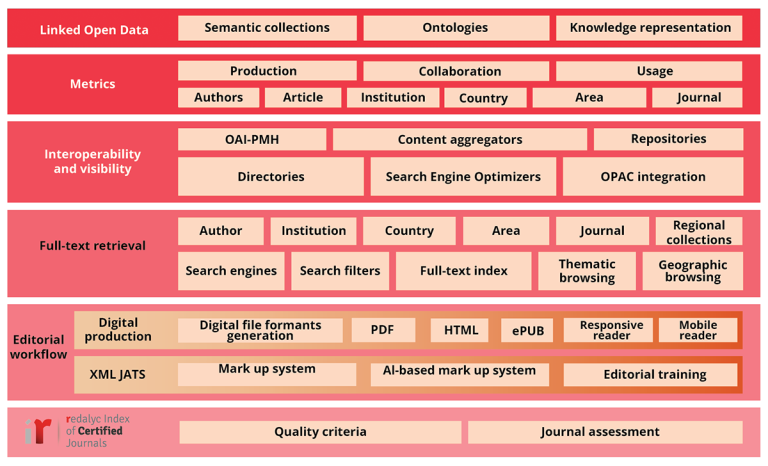 Linked Open Data
Semantic collections
Ontologies
Knowledge representation
Metrics
Production
Collaboration
Usage
Authors
Article
Institution
Country
Area
Journal
Interoperability
and visibility
OAI-PMH
Content aggregators
Repositories
Directories
Search Engine Optimizers
OPAC integration
Full-text retrieval
Author
Institution
Country
Area
Journal
Regional
collections
Search engines
Search filters
Full-text index
Thematic
browsing
Geographic
browsing
Editorial
workflow
Digital
production
Digital file formants
generation
PDF
HTML
ePUB
Responsive
reader
Mobile
reader
XML JATS
Mark up system
AI-based mark up system
Editorial training
ir
redalyc Index
of Certified
Journals
Quality criteria
Journal assessment